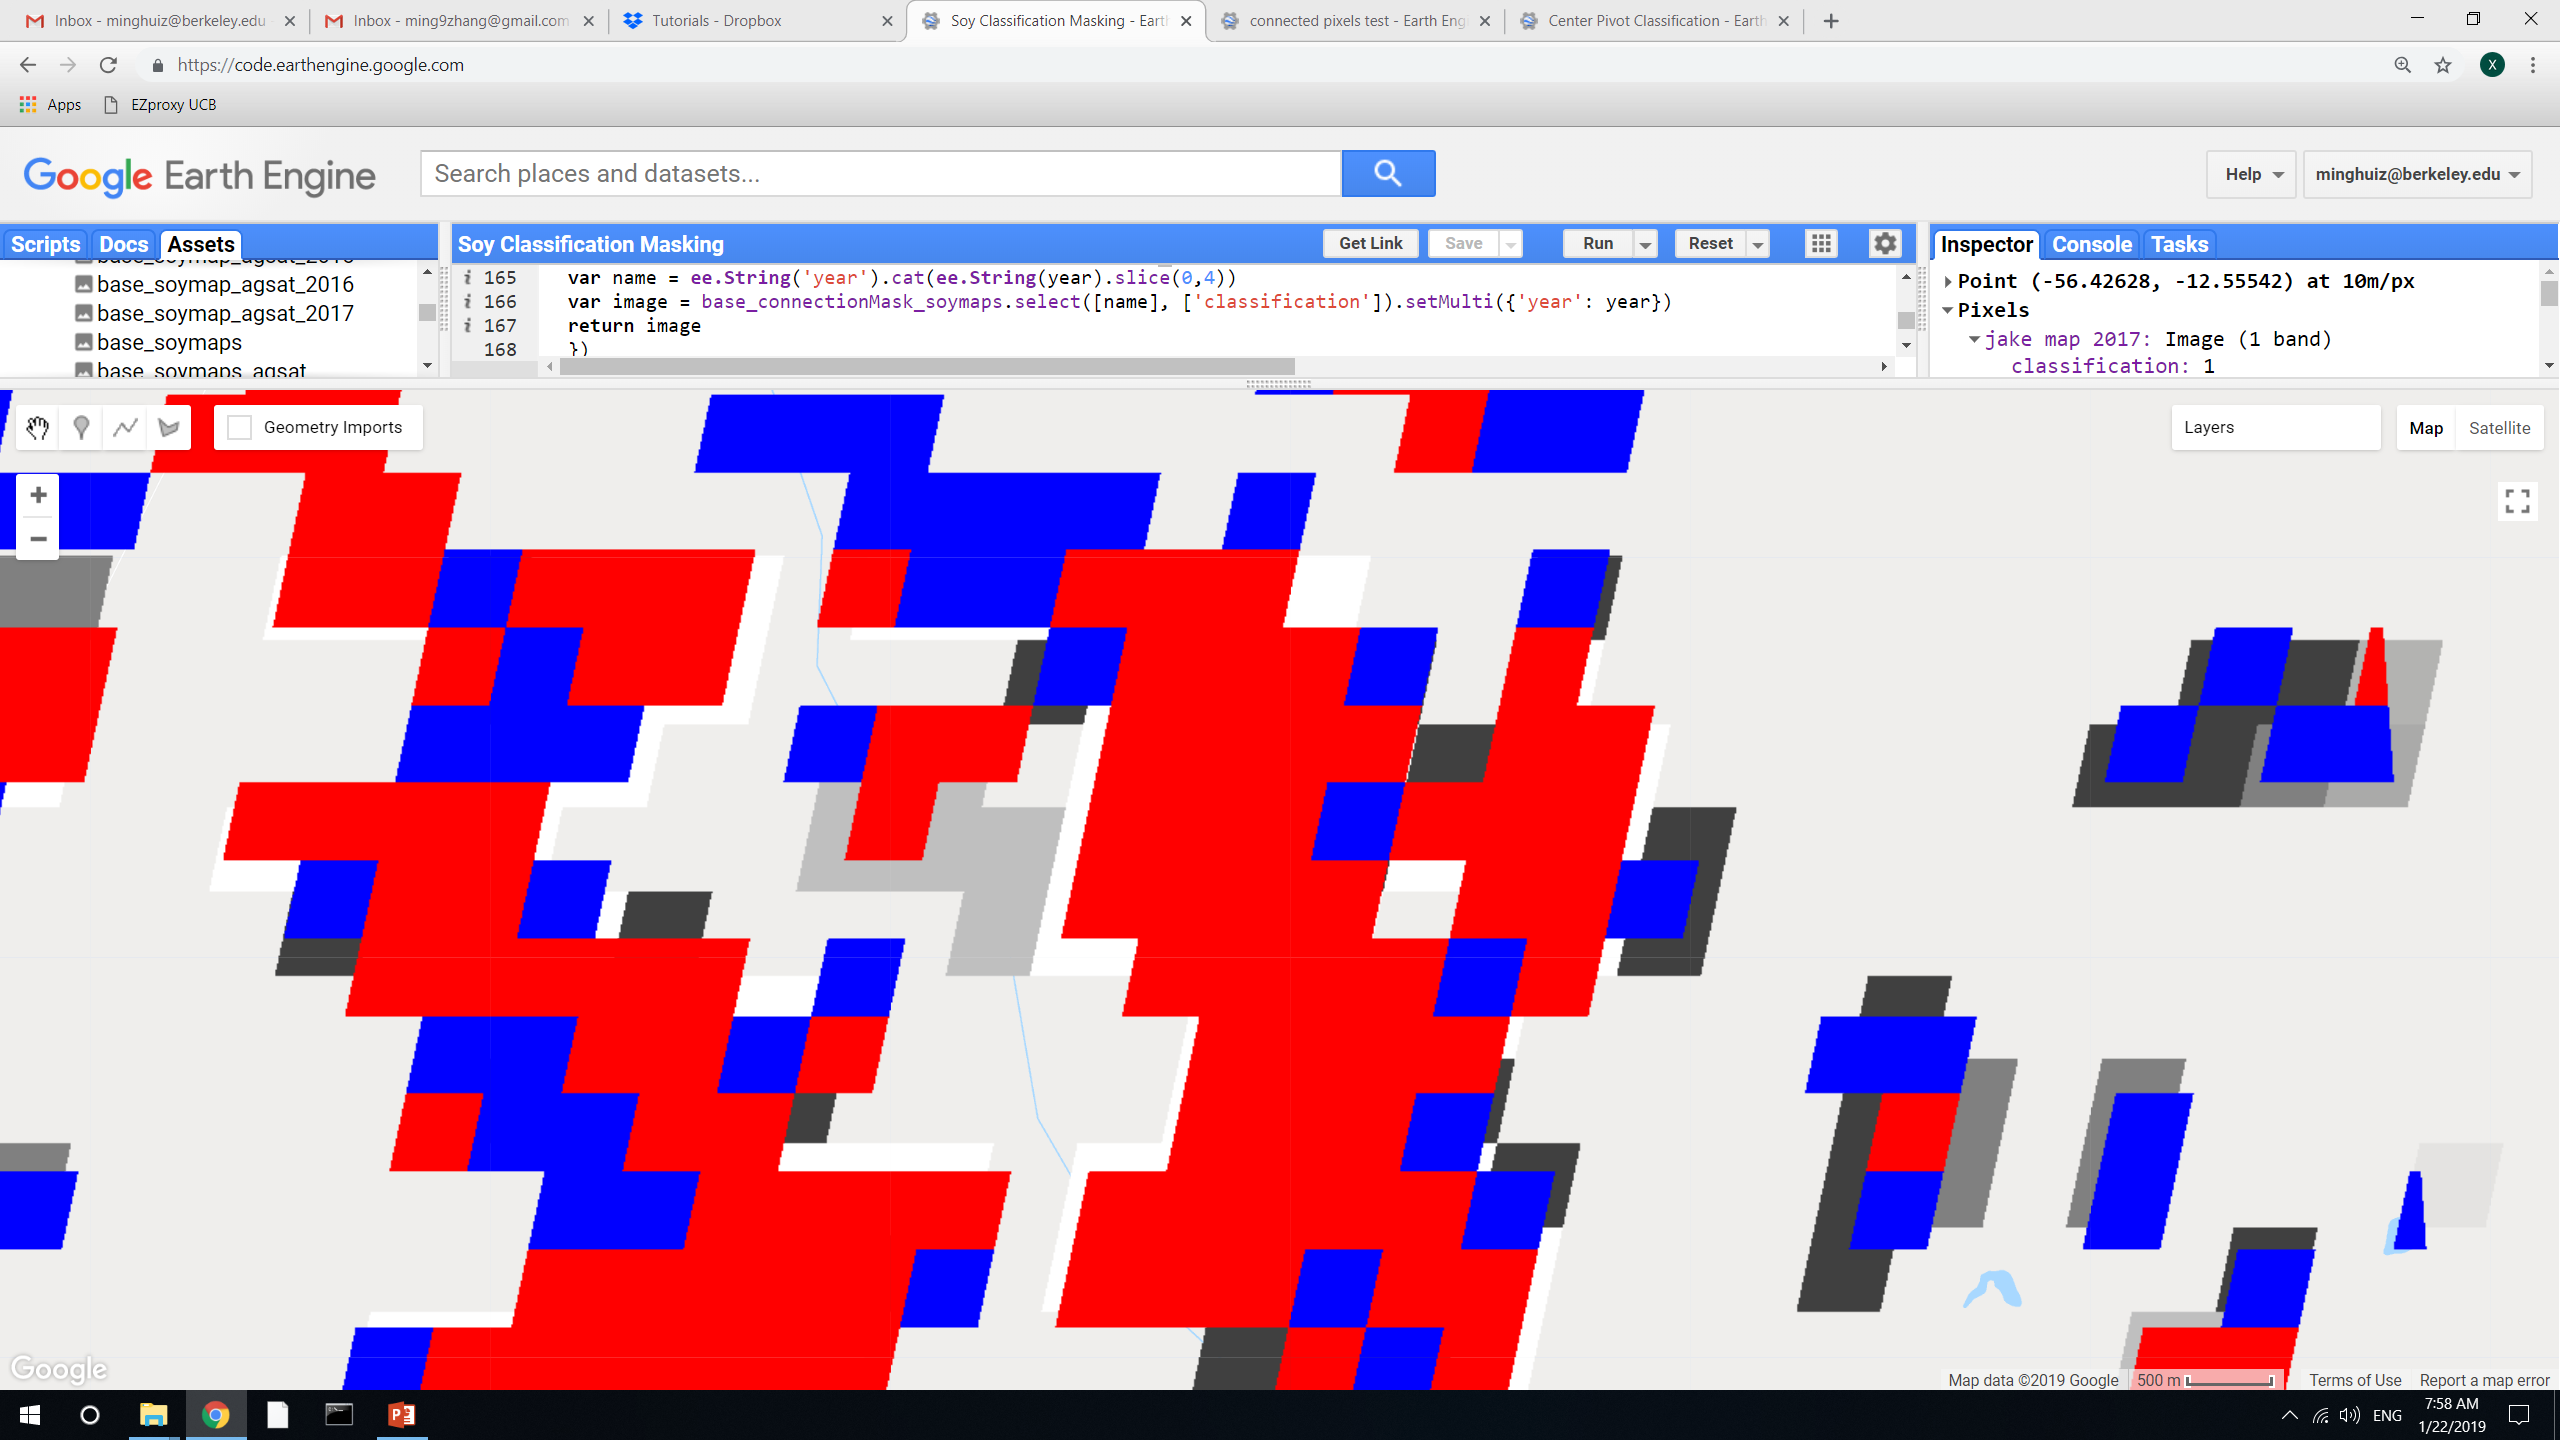 Inbox - minghuiz@berkeley.edu
Inbox - ming9zhang@gmail.com
Tutorials - Dropbox
Soy Classification Masking - Earth
connected pixels test - Earth Eng
Center Pivot Classification - Earth
https://code.earthengine.google.com
X
Apps
EZproxy UCB
Google Earth Engine
Search places and datasets...
Help
minghuiz@berkeley.edu
Scripts
Docs
Assets
base_soymap_agsat_2016
base_soymap_agsat_2017
base_soymaps
base_soymaps_agsat
Soy Classification Masking
Get Link
Save
Run
Reset
i 165 var name = ee.String('year').cat(ee.String(year).slice(0,4))
i 166 var image = base_connectionMask_soymaps.select([name], ['classification']).setMulti({'year': year})
i 167 return image
168 })
Inspector
Console
Tasks
Point (-56.42628, -12.55542) at 10m/px
Pixels
jake map 2017: Image (1 band)
classification: 1
Geometry Imports
Layers
Map
Satellite
Google
Map data ©2019 Google
500 m
Terms of Use
Report a map error
ENG
7:58 AM
1/22/2019